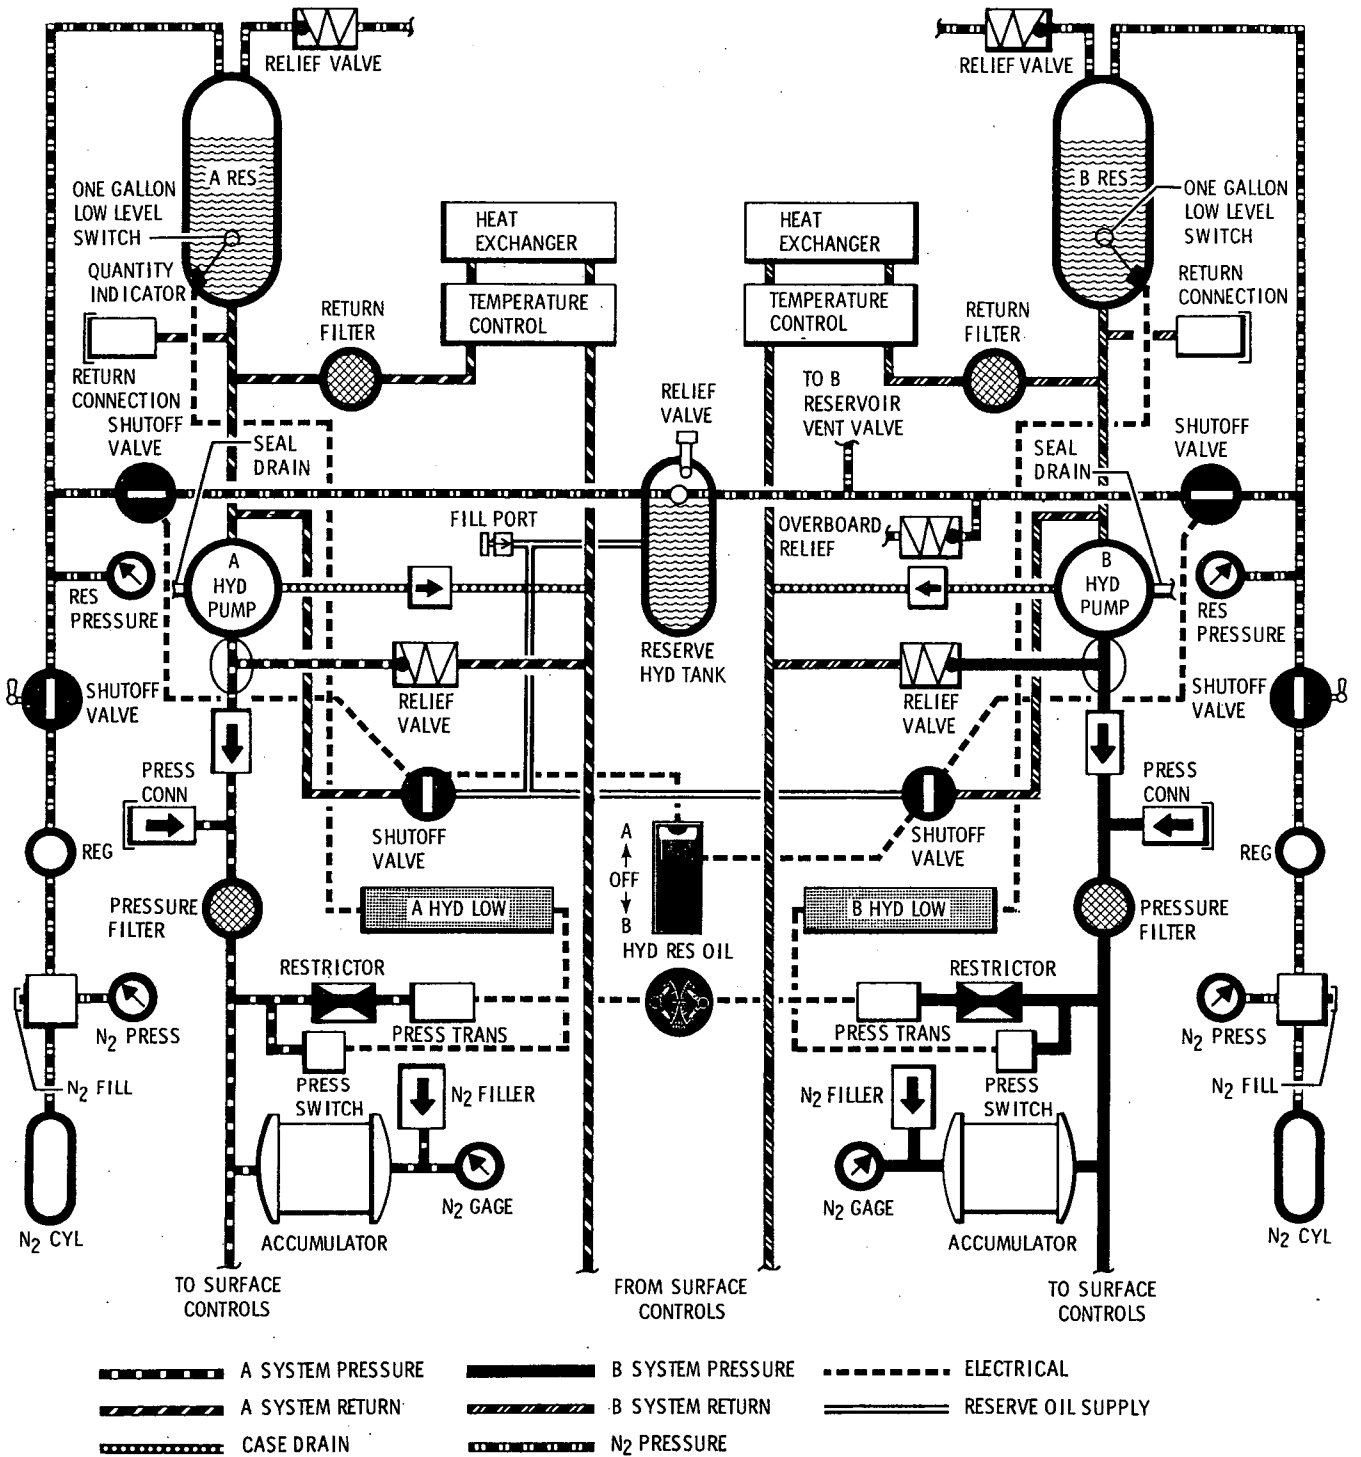 RELIEF VALVE
RELIEF VALVE
A RES
B RES
ONE GALLON
LOW LEVEL
SWITCH
ONE GALLON
LOW LEVEL
SWITCH
HEAT
EXCHANGER
HEAT
EXCHANGER
QUANTITY
INDICATOR
RETURN
CONNECTION
TEMPERATURE
CONTROL
TEMPERATURE
CONTROL
RETURN
FILTER
RETURN
FILTER
RETURN
CONNECTION
SHUTOFF
VALVE
RELIEF
VALVE
TO B
RESERVOIR
VENT VALVE
SHUTOFF
VALVE
SEAL
DRAIN
SEAL
DRAIN
FILL PORT
OVERBOARD
RELIEF
A
HYD
PUMP
B
HYD
PUMP
RES
PRESSURE
RES
PRESSURE
RESERVE
HYD TANK
SHUTOFF
VALVE
RELIEF
VALVE
RELIEF
VALVE
SHUTOFF
VALVE
PRESS
CONN
PRESS
CONN
SHUTOFF
VALVE
A
OFF
B
SHUTOFF
VALVE
REG
REG
PRESSURE
FILTER
A HYD LOW
B HYD LOW
PRESSURE
FILTER
HYD RES OIL
RESTRICTOR
RESTRICTOR
N2 PRESS
PRESS TRANS
PRESS TRANS
N2 PRESS
N2 FILL
PRESS
SWITCH
N2 FILLER
N2 FILLER
PRESS
SWITCH
N2 FILL
N2 GAGE
N2 GAGE
N2 CYL
ACCUMULATOR
ACCUMULATOR
N2 CYL
TO SURFACE
CONTROLS
FROM SURFACE
CONTROLS
TO SURFACE
CONTROLS
A SYSTEM PRESSURE
B SYSTEM PRESSURE
ELECTRICAL
A SYSTEM RETURN
B SYSTEM RETURN
RESERVE OIL SUPPLY
CASE DRAIN
N2 PRESSURE